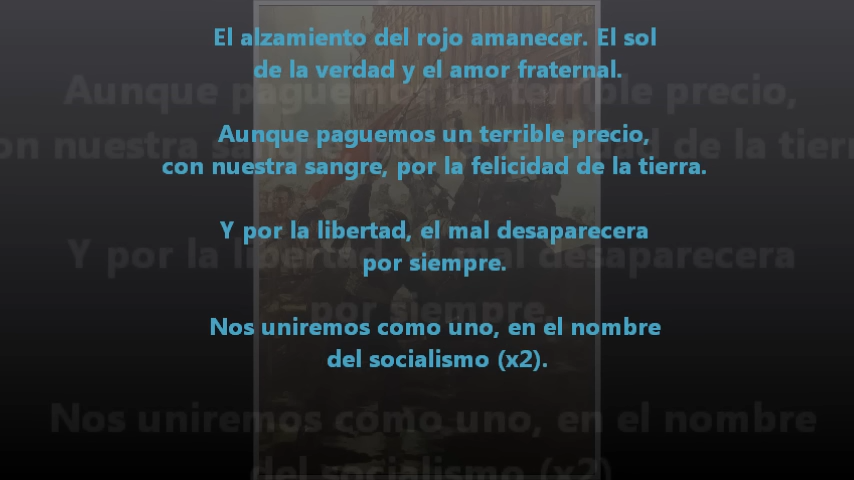 El alzamiento del rojo amanecer. El sol
de la verdad y el amor fraternal.
Aunque paguemos un terrible precio,
con nuestra sangre, por la felicidad de la tierra.
Y por la libertad, el mal desaparecera
por siempre.
Nos uniremos como uno, en el nombre
del socialismo (x2).